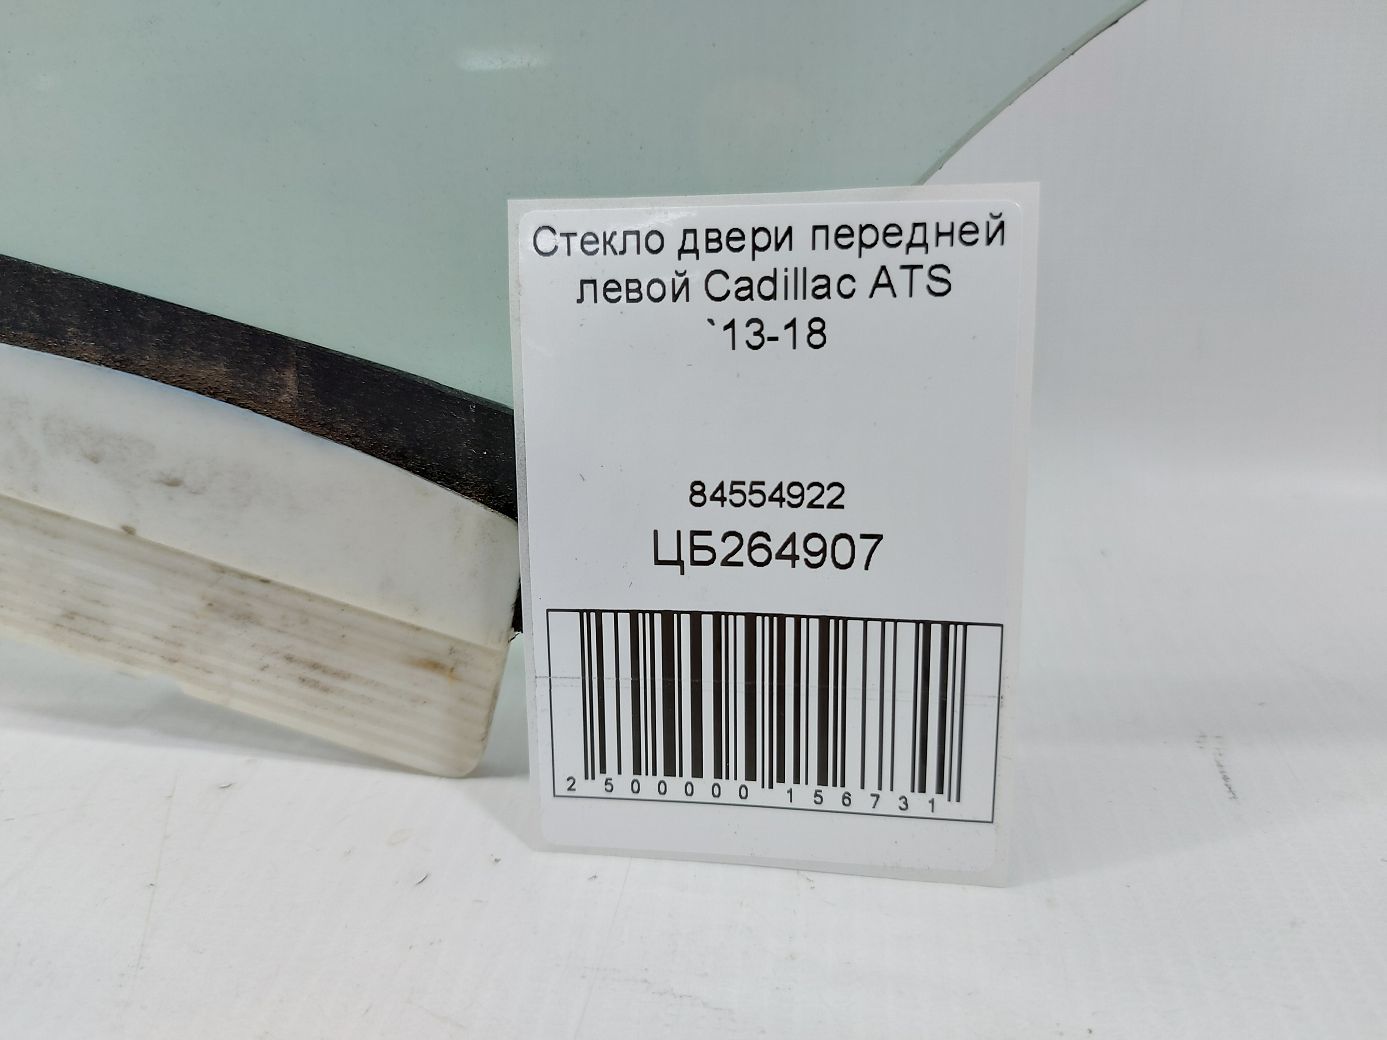 Стекло двери передней
левой Cadillac ATS
`13-18
84554922
ЦБ264907
2 500000 156731